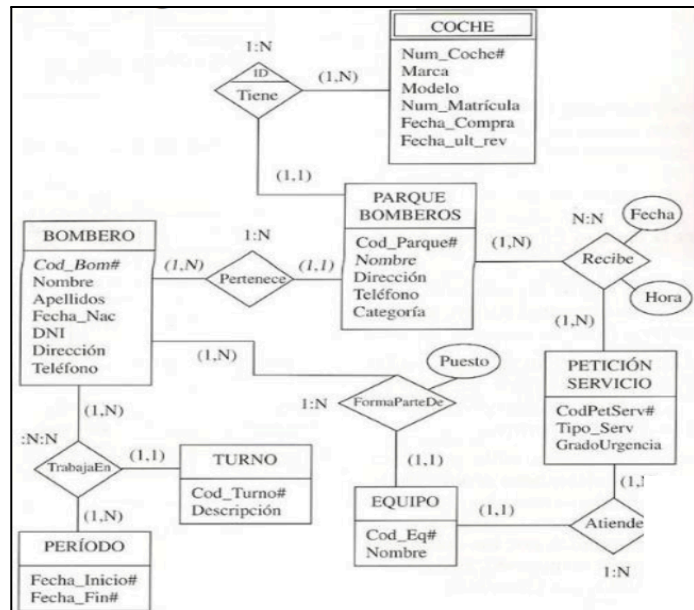 COCHE
Num_Coche#
Marca
Modelo
Num_Matrícula
Fecha_Compra
Fecha_ult_rev
1:N
ID
Tiene
(1,N)
(1,1)
PARQUE
BOMBEROS
Cod_Parque#
Nombre
Dirección
Teléfono
Categoría
BOMBERO
Cod_Bom#
Nombre
Apellidos
Fecha_Nac
DNI
Dirección
Teléfono
1:N
(1,N)
Pertenece
(1,1)
N:N
Fecha
(1,N)
Recibe
Hora
(1,N)
PETICIÓN
SERVICIO
CodPetServ#
Tipo_Serv
GradoUrgencia
(1,N)
Puesto
1:N
FormaParteDe
(1,1)
(1,N)
:N:N
TrabajaEn
(1,1)
TURNO
Cod_Turno#
Descripción
(1,N)
PERÍODO
Fecha_Inicio#
Fecha_Fin#
EQUIPO
Cod_Eq#
Nombre
(1,1)
Atiende
1:N